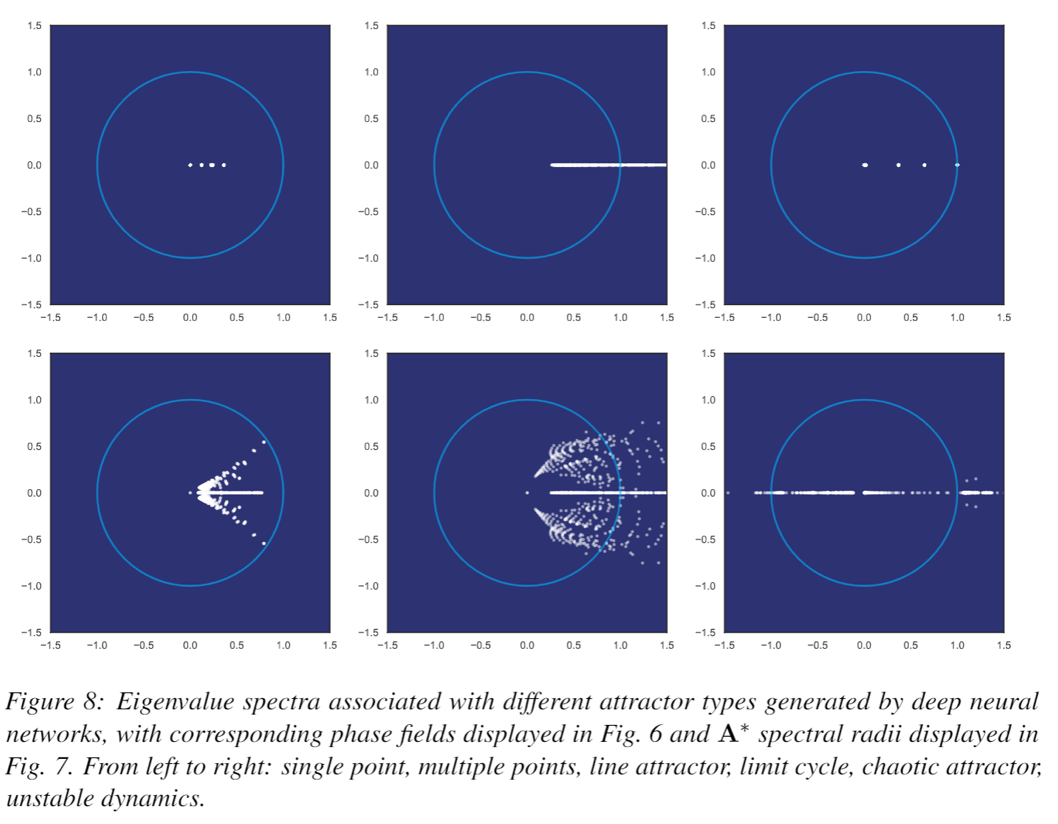 1.5 1.5 1.5
1.0 1.0 1.0
0.5 0.5 0.5
0.0 0.0 0.0
−0.5 −0.5 −0.5
−1.0 −1.0 −1.0
−1.5 −1.5 −1.5
−1.5 −1.0 −0.5 0.0 0.5 1.0 1.5 −1.5 −1.0 −0.5 0.0 0.5 1.0 1.5 −1.5 −1.0 −0.5 0.0 0.5 1.0 1.5
1.5 1.5 1.5
1.0 1.0 1.0
0.5 0.5 0.5
0.0 0.0 0.0
−0.5 −0.5 −0.5
−1.0 −1.0 −1.0
−1.5 −1.5 −1.5
−1.5 −1.0 −0.5 0.0 0.5 1.0 1.5 −1.5 −1.0 −0.5 0.0 0.5 1.0 1.5 −1.5 −1.0 −0.5 0.0 0.5 1.0 1.5
Figure 8: Eigenvalue spectra associated with different attractor types generated by deep neural
networks, with corresponding phase fields displayed in Fig. 6 and A* spectral radii displayed in
Fig. 7. From left to right: single point, multiple points, line attractor, limit cycle, chaotic attractor,
unstable dynamics.